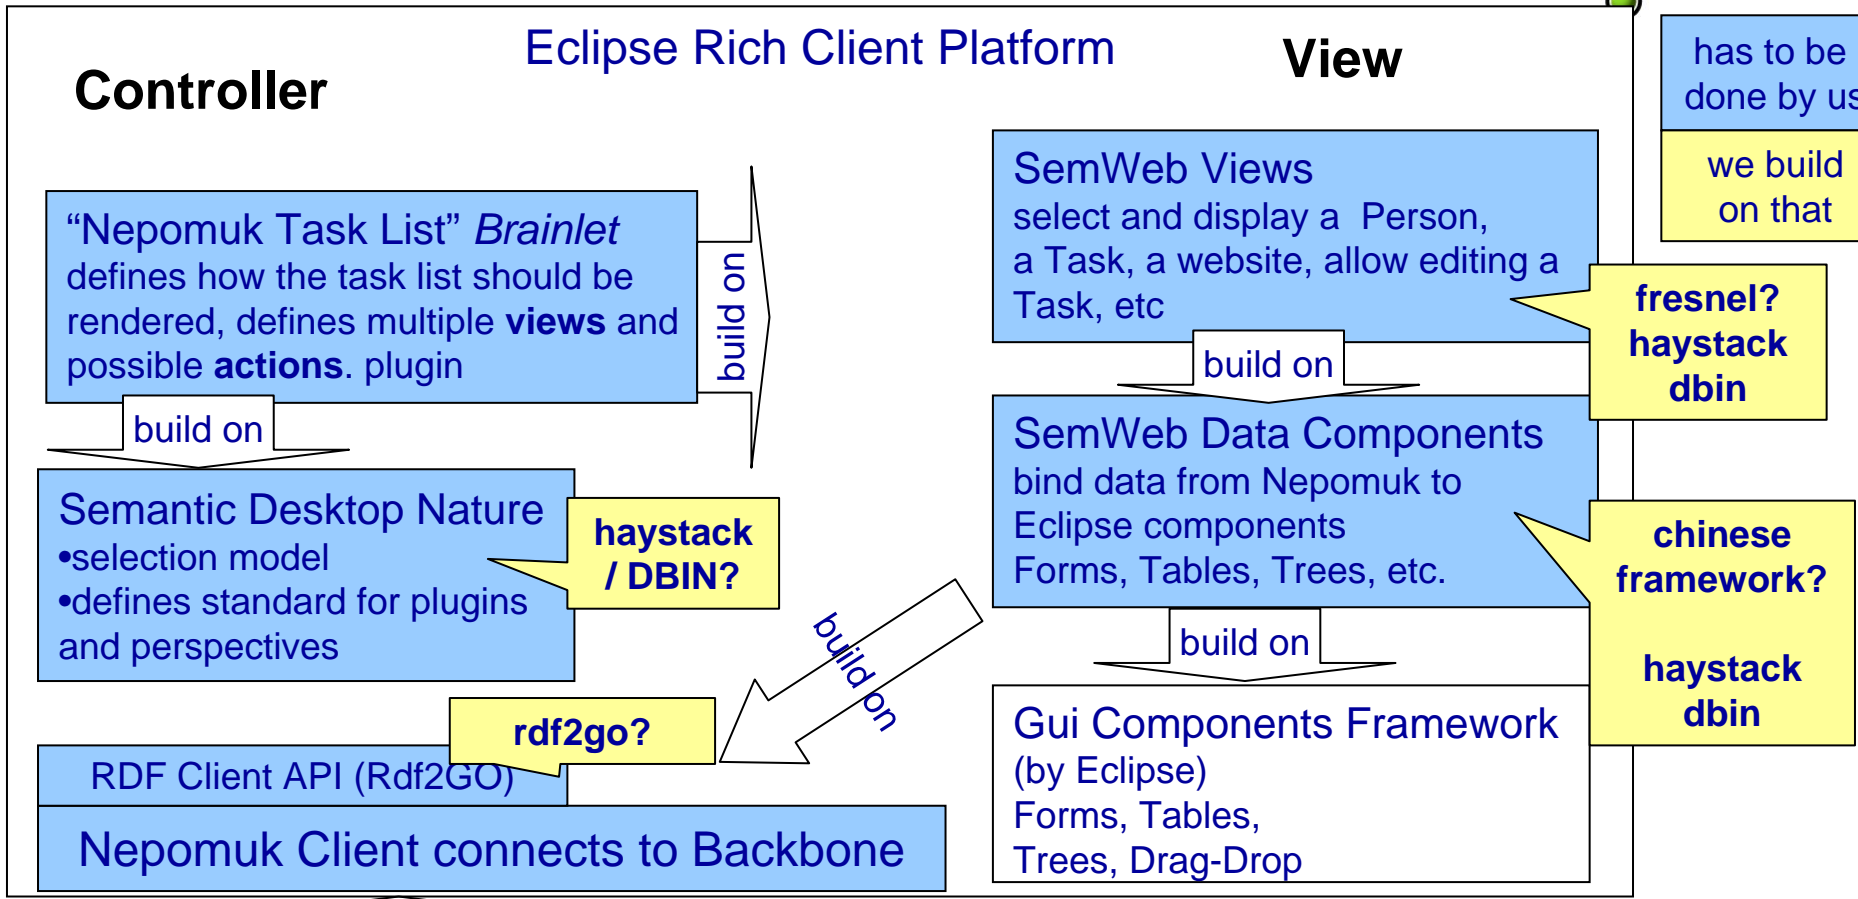 Eclipse Rich Client Platform
View
Controller
has to be
done by us
we build
on that
“Nepomuk Task List” Brainlet
defines how the task list should be
rendered, defines multiple views and
possible actions. plugin
build on
build on
Semantic Desktop Nature
•selection model
•defines standard for plugins
and perspectives
haystack
/ DBIN?
rdf2go?
RDF Client API (Rdf2GO)
Nepomuk Client connects to Backbone
build on
SemWeb Views
select and display a  Person,
a Task, a website, allow editing a
Task, etc
fresnel?
haystack
dbin
build on
SemWeb Data Components
bind data from Nepomuk to
Eclipse components
Forms, Tables, Trees, etc.
chinese
framework?
haystack
dbin
build on
Gui Components Framework
(by Eclipse)
Forms, Tables,
Trees, Drag-Drop